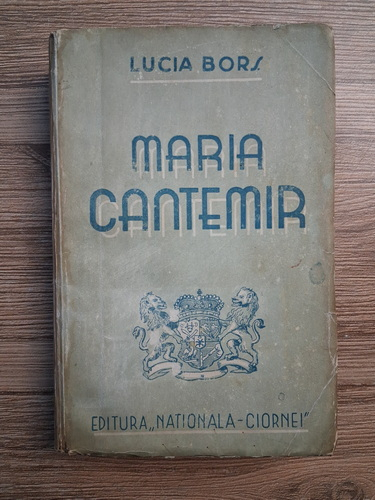 LUCIA BORS
MARIA
CANTEMIR
EDITURA „NATIONALA-CIORNEI"